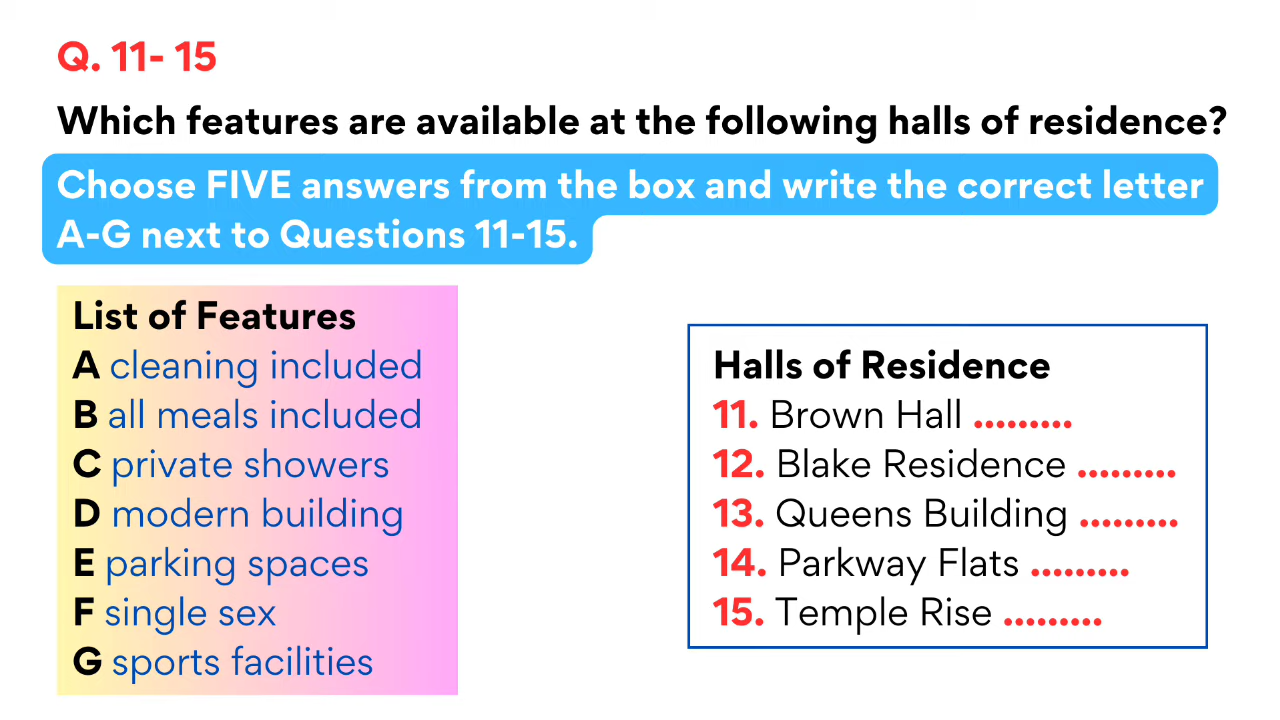 Q. 11- 15
Which features are available at the following halls of residence?
Choose FIVE answers from the box and write the correct letter
A-G next to Questions 11-15.
List of Features
A cleaning included
B all meals included
C private showers
D modern building
E parking spaces
F single sex
G sports facilities
Halls of Residence
11. Brown Hall .........
12. Blake Residence .........
13. Queens Building .........
14. Parkway Flats .........
15. Temple Rise .........